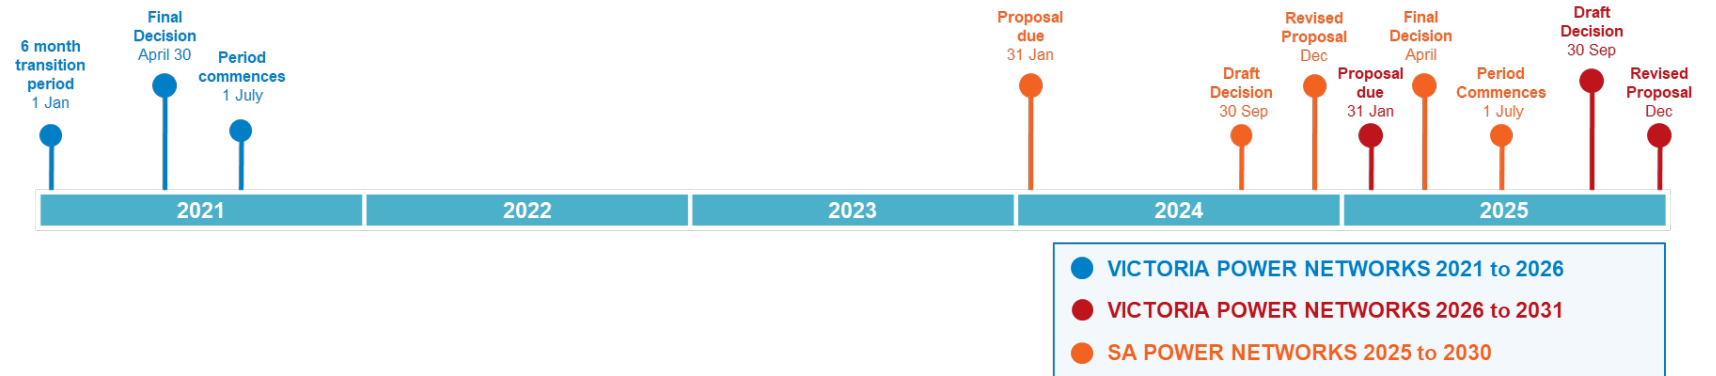 6 month
transition
period
1 Jan
Final
Decision
April 30
Period
commences
1 July
Proposal
due
31 Jan
Draft
Decision
30 Sep
Revised
Proposal
Dec
Proposal
due
31 Jan
Final
Decision
April
Period
Commences
1 July
Draft
Decision
30 Sep
Revised
Proposal
Dec
2021
2022
2023
2024
2025
VICTORIA POWER NETWORKS 2021 to 2026
VICTORIA POWER NETWORKS 2026 to 2031
SA POWER NETWORKS 2025 to 2030